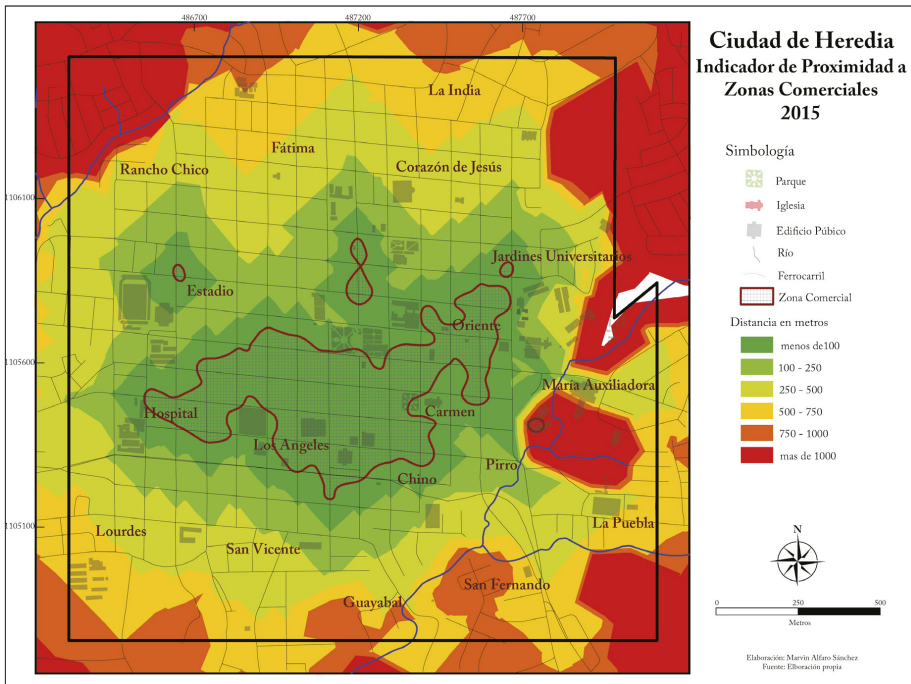 486700
487200
487700
1106100
1105600
1105100
La India
Fátima
Rancho Chico
Corazón de Jesús
Jardines Universitarios
Estadio
Oriente
María Auxiliadora
Hospital
Carmen
Los Angeles
Chino
Pirro
La Puebla
Lourdes
San Vicente
San Fernando
Guayabal
Ciudad de Heredia
Indicador de Proximidad a
Zonas Comerciales
2015
Simbología
Parque
Iglesia
Edificio Púbico
Río
Ferrocarril
Zona Comercial
Distancia en metros
menos de100
100 - 250
250 - 500
500 - 750
750 - 1000
mas de 1000
N
0 250 500
Metros
Elaboración: Marvin Alfaro Sánchez
Fuente: Elboración propia